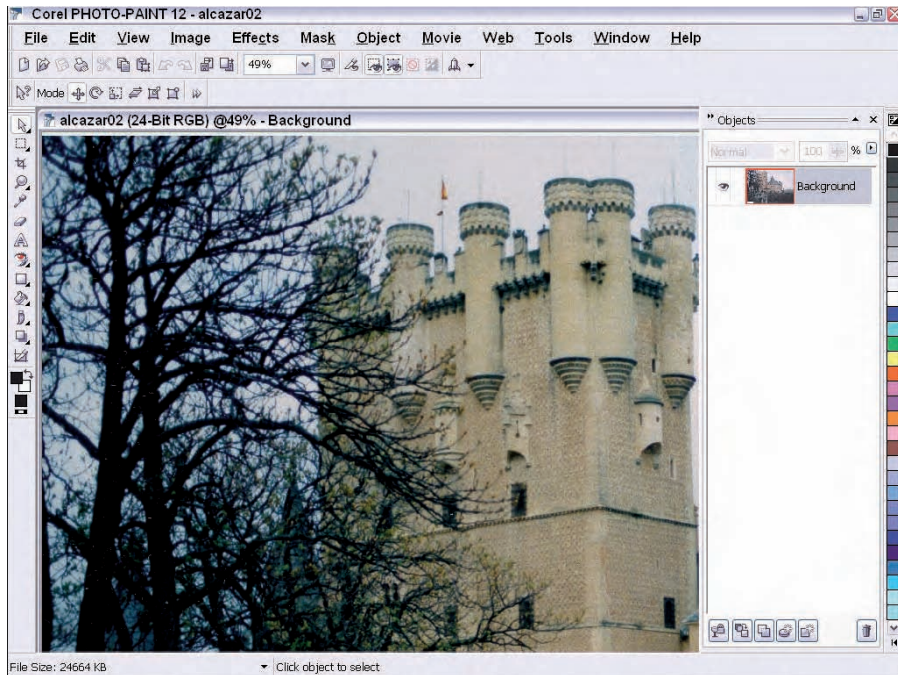 Corel PHOTO-PAINT 12 - alcazar02
File Edit View Image Effects Mask Object Movie Web Tools Window Help
49%
Mode
alcazar02 (24-Bit RGB) @49% - Background
Objects
Normal 100 %
Background
File Size: 24664 KB Click object to select